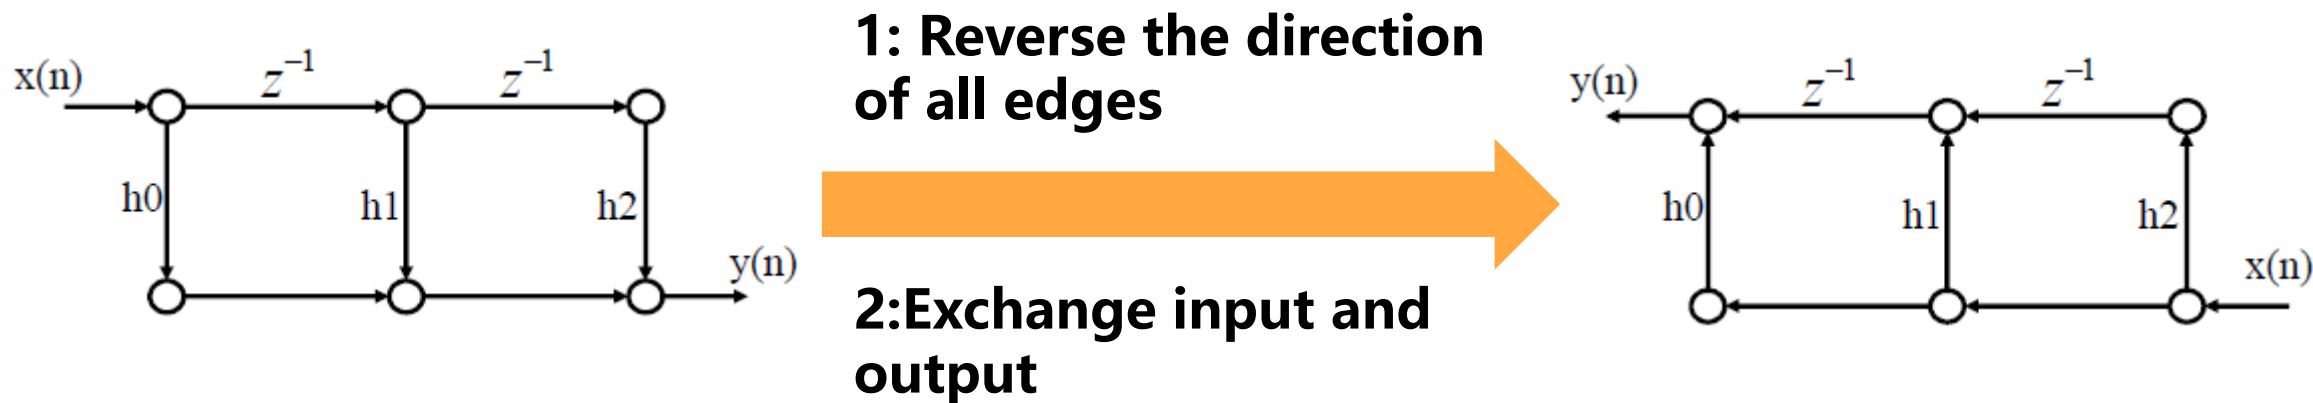 x(n)
z⁻¹
z⁻¹
h0
h1
h2
y(n)
1: Reverse the direction
of all edges
2:Exchange input and
output
y(n)
z⁻¹
z⁻¹
h0
h1
h2
x(n)